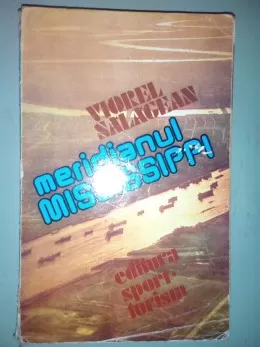 VIOREL
SALAGEAN
meridianul
MISSISSIPPI
editura
sport-
turism